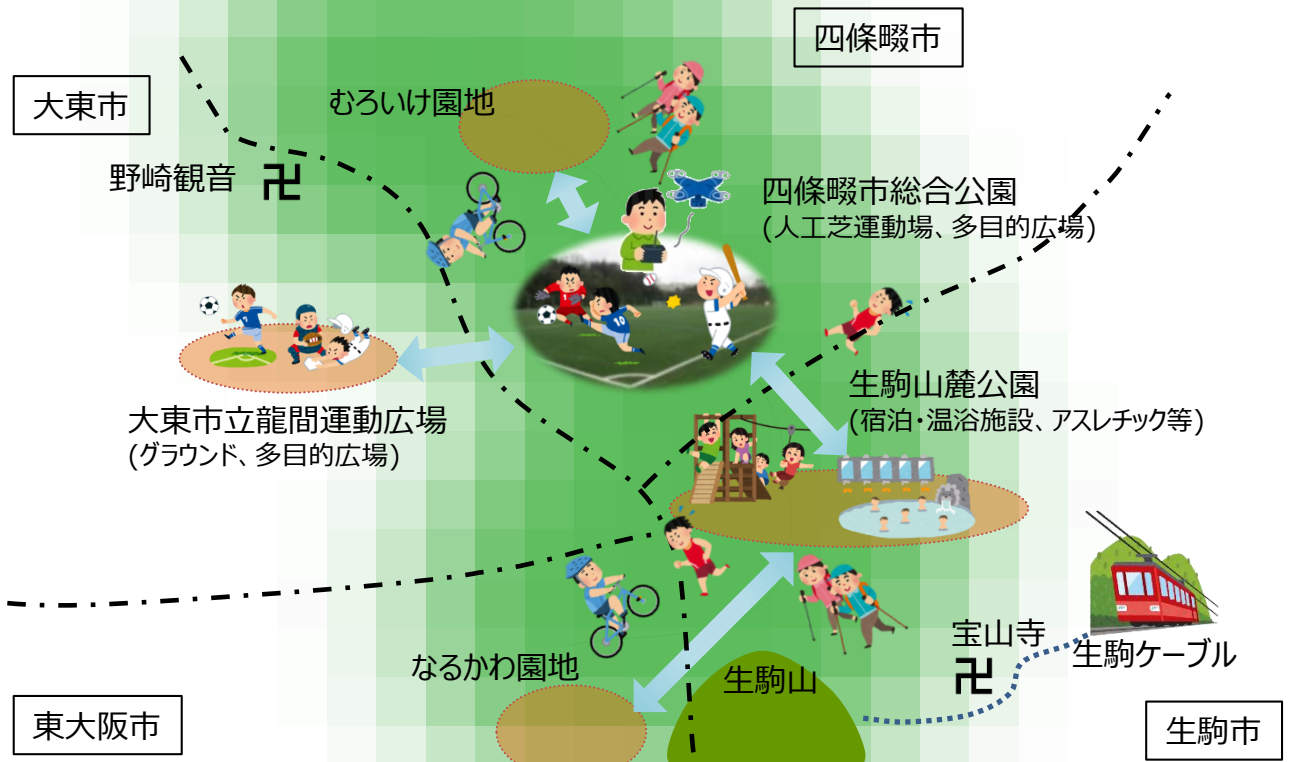 四條畷市
大東市
むろいけ園地
野崎観音
卍
四條畷市総合公園
(人工芝運動場、多目的広場)
生駒山麓公園
(宿泊・温浴施設、アスレチック等)
大東市立龍間運動広場
(グラウンド、多目的広場)
宝山寺
卍
生駒ケーブル
なるかわ園地
生駒山
東大阪市
生駒市
1
10
7